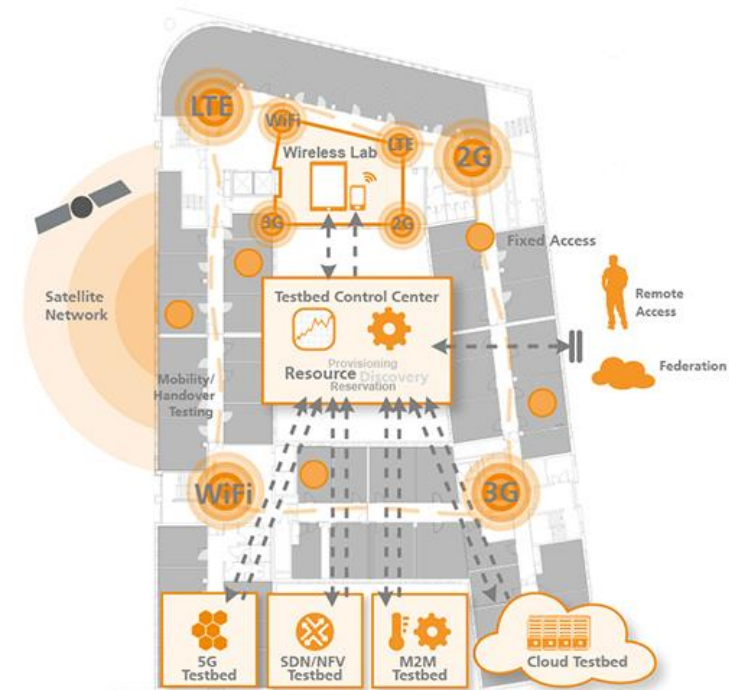 LTE
WiFi
LTE
Wireless Lab
2G
3G
2G
Fixed Access
Satellite
Network
Testbed Control Center
Remote
Access
Provisioning
Resource Discovery
Reservation
Federation
Mobility/
Handover
Testing
WiFi
3G
5G
Testbed
SDN/NFV
Testbed
M2M
Testbed
Cloud Testbed